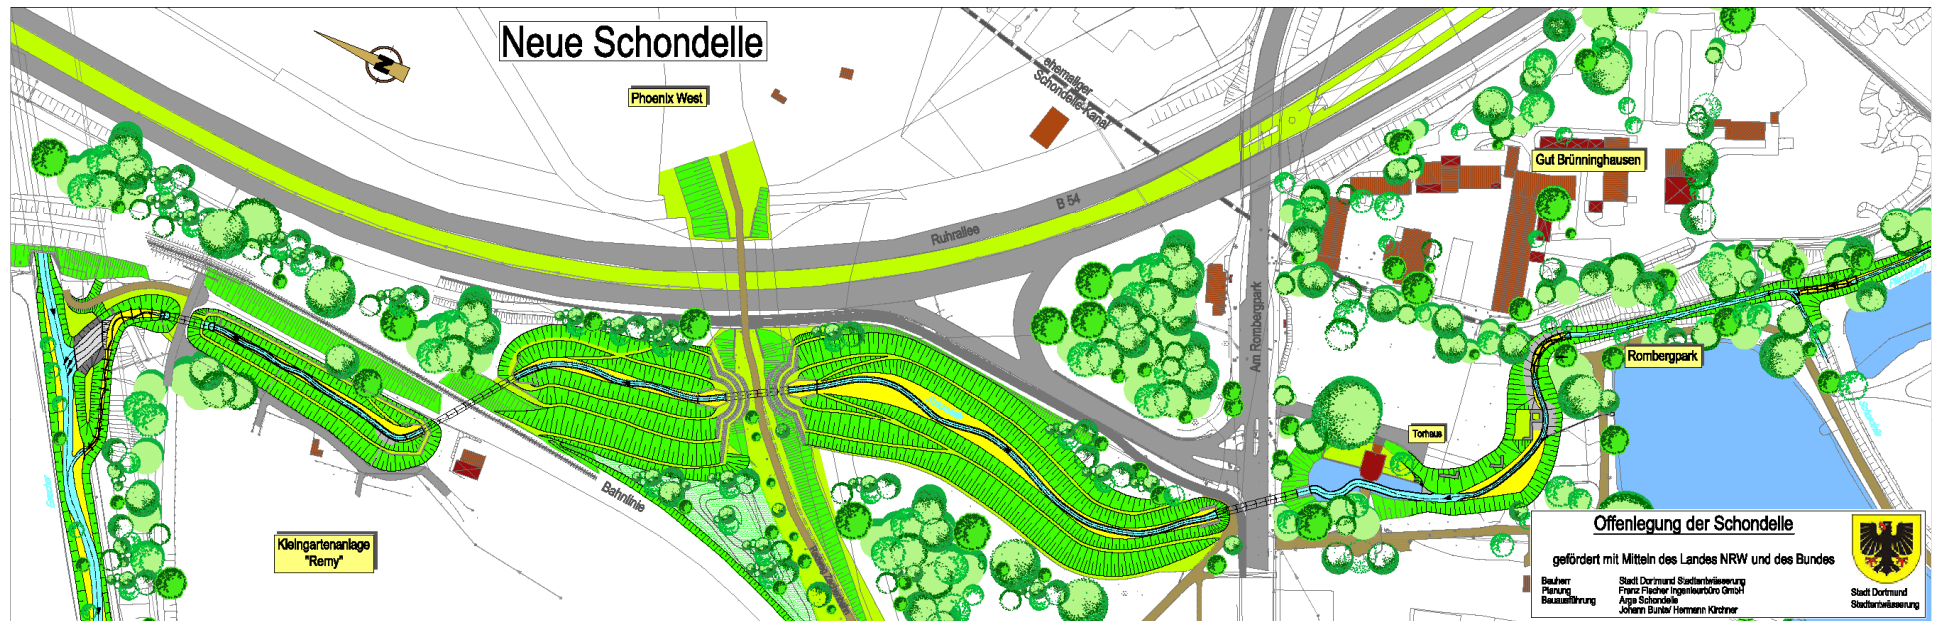 Neue Schondelle
N
Phoenix West
ehemaliger
Schondelle-Kanal
B 54
Ruhrallee
Gut Brünninghausen
Am Rombergpark
Rombergpark
Torhaus
Bahnlinie
Kleingartenanlage
"Remy"
Offenlegung der Schondelle
gefördert mit Mitteln des Landes NRW und des Bundes
Bauherr Stadt Dortmund Stadtentwässerung
Planung Franz Fischer Ingenieurbüro GmbH
Bauausführung Arge Schondelle
Johann Bunte/ Hermann Kirchner
Stadt Dortmund
Stadtentwässerung